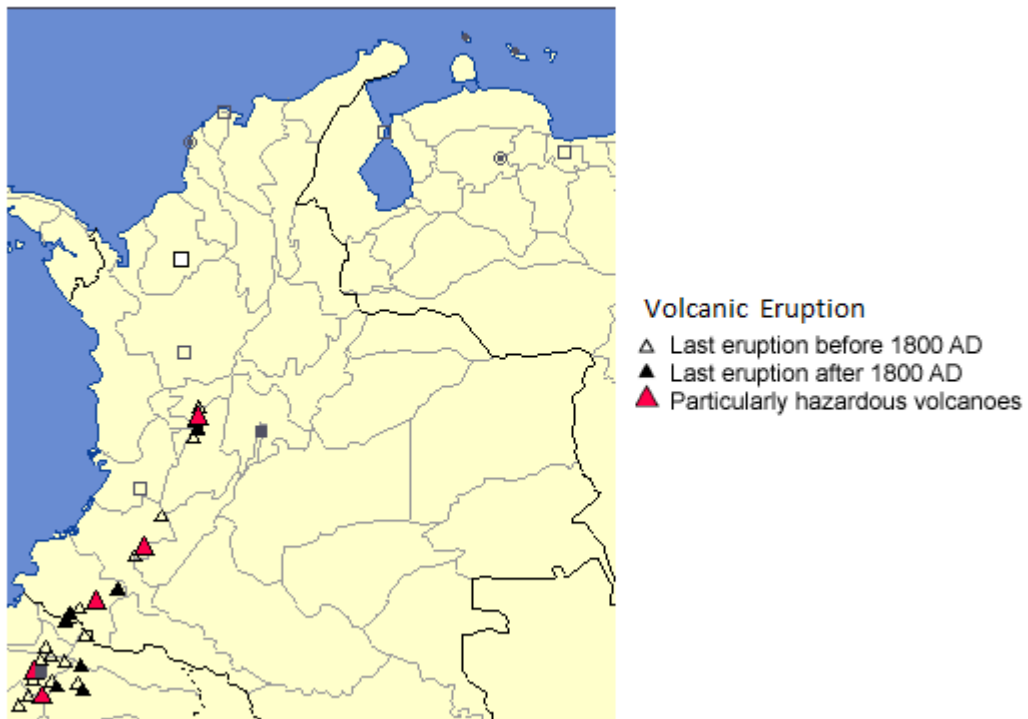 Volcanic Eruption
Last eruption before 1800 AD
Last eruption after 1800 AD
Particularly hazardous volcanoes